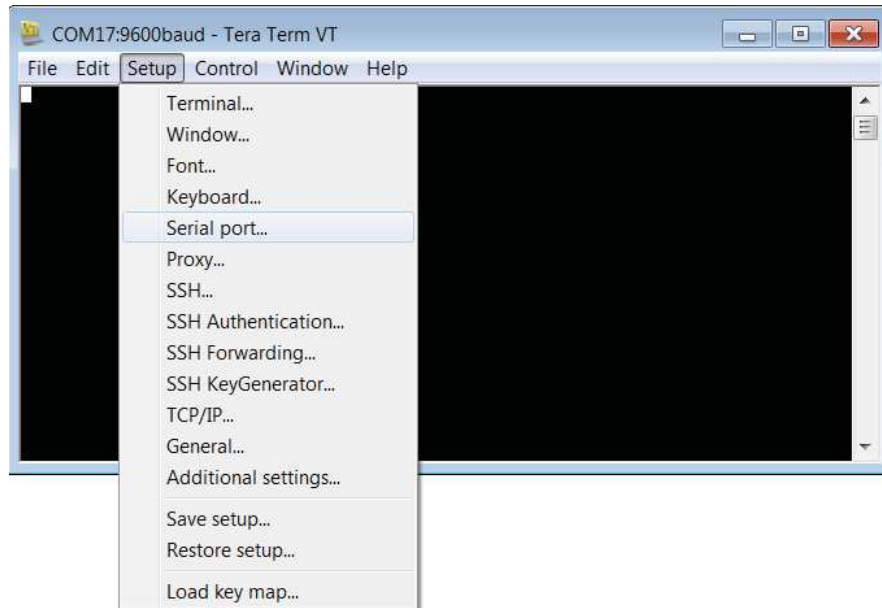 COM17:9600baud - Tera Term VT
File Edit Setup Control Window Help
Terminal...
Window...
Font...
Keyboard...
Serial port...
Proxy...
SSH...
SSH Authentication...
SSH Forwarding...
SSH KeyGenerator...
TCP/IP...
General...
Additional settings...
Save setup...
Restore setup...
Load key map...